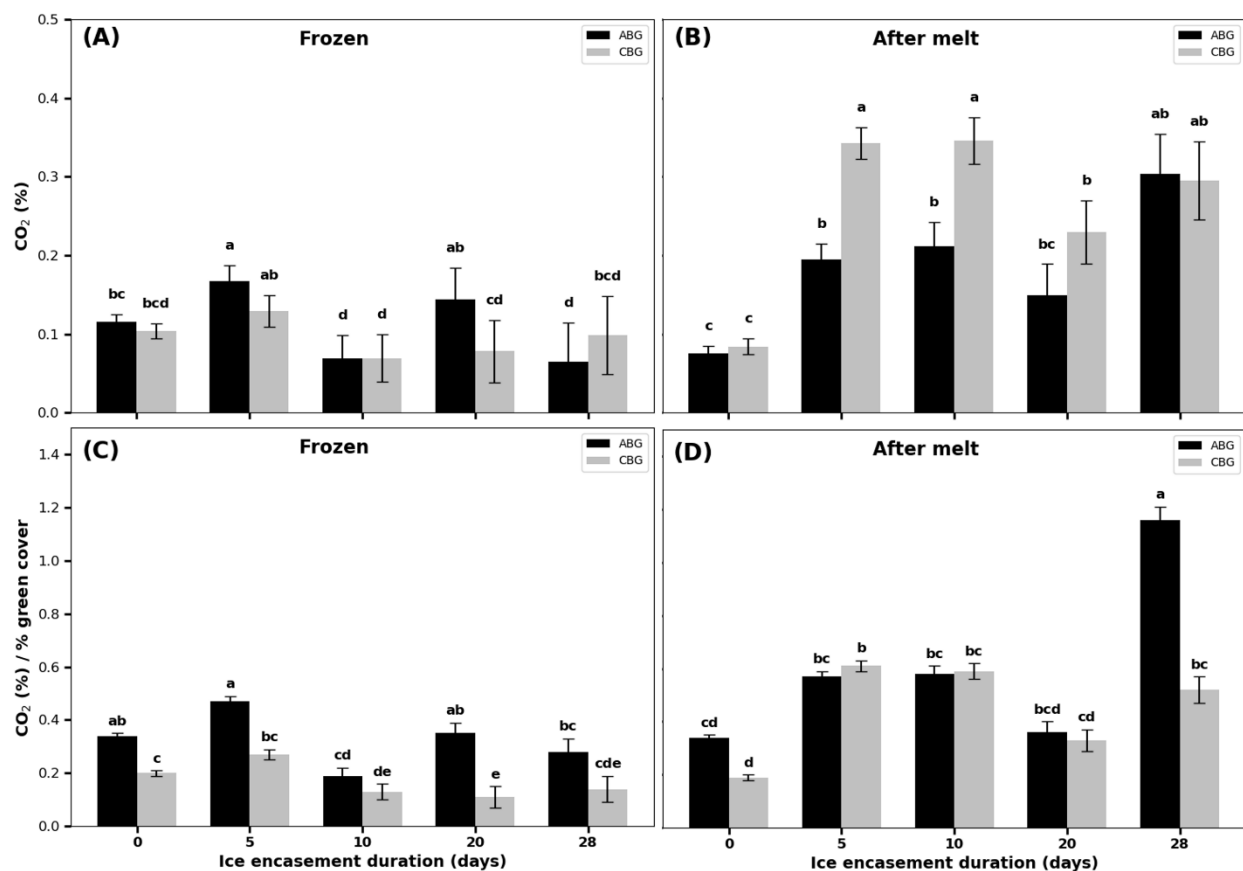 (A) Frozen
ABG
CBG
0.5
0.4
0.3
0.2
0.1
0.0
CO2 (%)
bc bcd a ab d d ab cd d bcd
(B) After melt
ABG
CBG
c c b a b a bc b ab ab
(C) Frozen
ABG
CBG
1.4
1.2
1.0
0.8
0.6
0.4
0.2
0.0
CO2 (%) / % green cover
ab c a bc cd de ab e bc cde
0 5 10 20 28
Ice encasement duration (days)
(D) After melt
ABG
CBG
cd d bc b bc bc bcd cd a bc
0 5 10 20 28
Ice encasement duration (days)